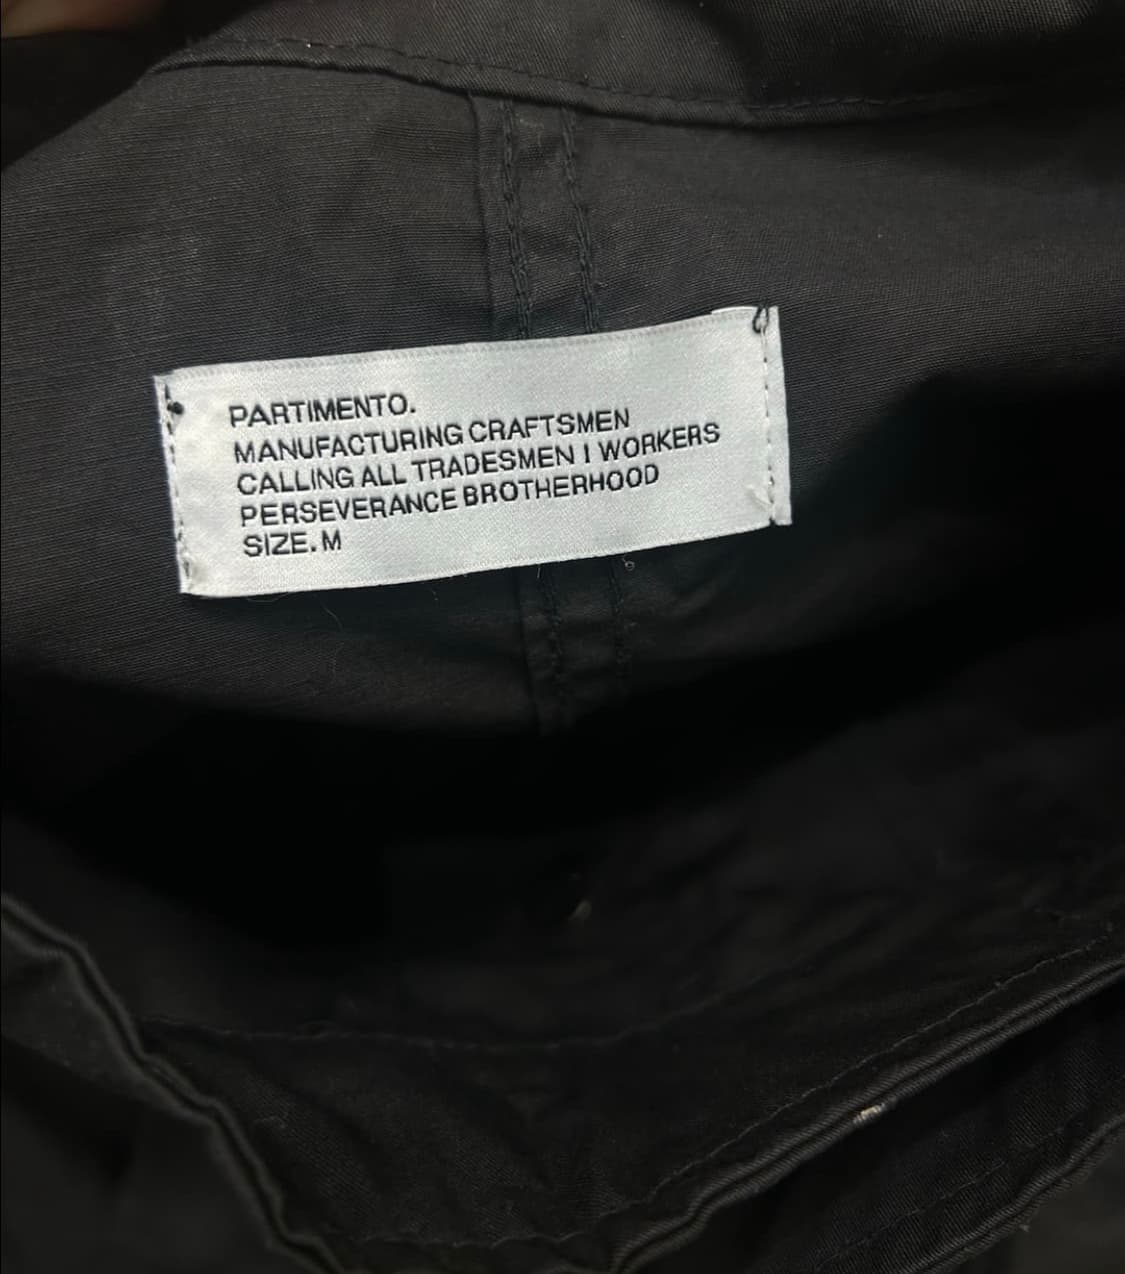 PARTIMENTO.
MANUFACTURING CRAFTSMEN
CALLING ALL TRADESMEN I WORKERS
PERSEVERANCE BROTHERHOOD
SIZE. M